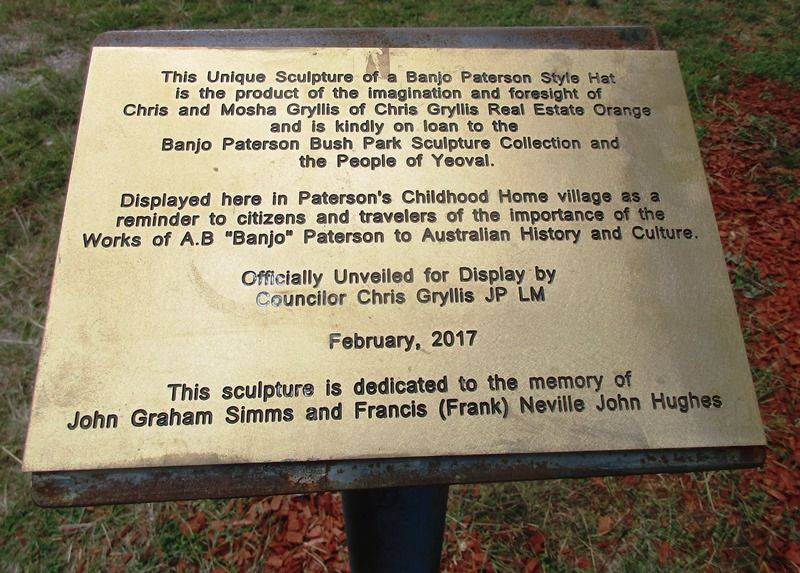 This Unique Sculpture of a Banjo Paterson Style Hat
is the product of the imagination and foresight of
Chris and Mosha Gryllis of Chris Gryllis Real Estate Orange
and is kindly on loan to the
Banjo Paterson Bush Park Sculpture Collection and
the People of Yeoval.
Displayed here in Paterson's Childhood Home village as a
reminder to citizens and travelers of the importance of the
Works of A.B "Banjo" Paterson to Australian History and Culture.
Officially Unveiled for Display by
Councilor Chris Gryllis JP LM
February, 2017
This sculpture is dedicated to the memory of
John Graham Simms and Francis (Frank) Neville John Hughes